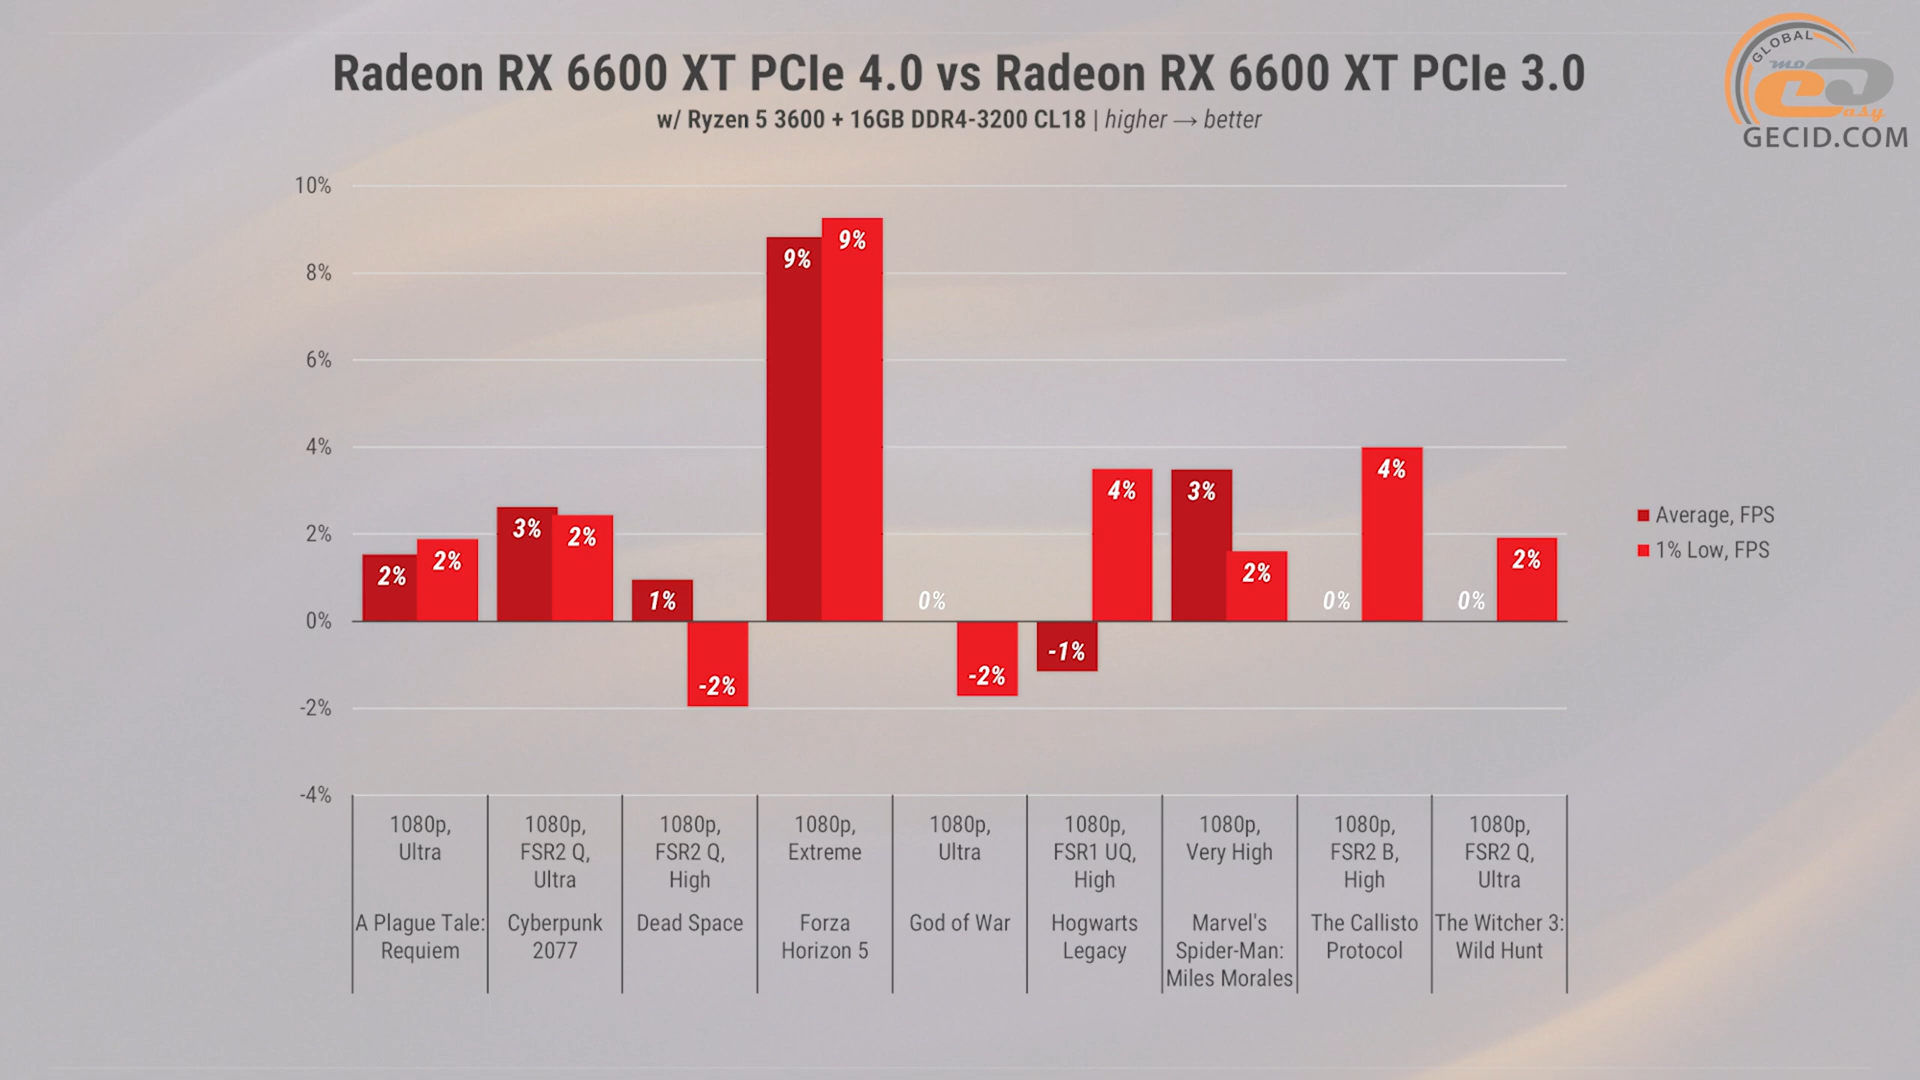 Radeon RX 6600 XT PCIe 4.0 vs Radeon RX 6600 XT PCIe 3.0
w/ Ryzen 5 3600 + 16GB DDR4-3200 CL18 | higher → better
GLOBAL
mo
easy
GECID.COM
10%
8%
6%
4%
2%
0%
-2%
-4%
2%
2%
3%
2%
1%
-2%
9%
9%
0%
-2%
-1%
4%
3%
2%
0%
4%
0%
2%
Average, FPS
1% Low, FPS
1080p,
Ultra
A Plague Tale:
Requiem
1080p,
FSR2 Q,
Ultra
Cyberpunk
2077
1080p,
FSR2 Q,
High
Dead Space
1080p,
Extreme
Forza
Horizon 5
1080p,
Ultra
God of War
1080p,
FSR1 UQ,
High
Hogwarts
Legacy
1080p,
Very High
Marvel's
Spider-Man:
Miles Morales
1080p,
FSR2 B,
High
The Callisto
Protocol
1080p,
FSR2 Q,
Ultra
The Witcher 3:
Wild Hunt